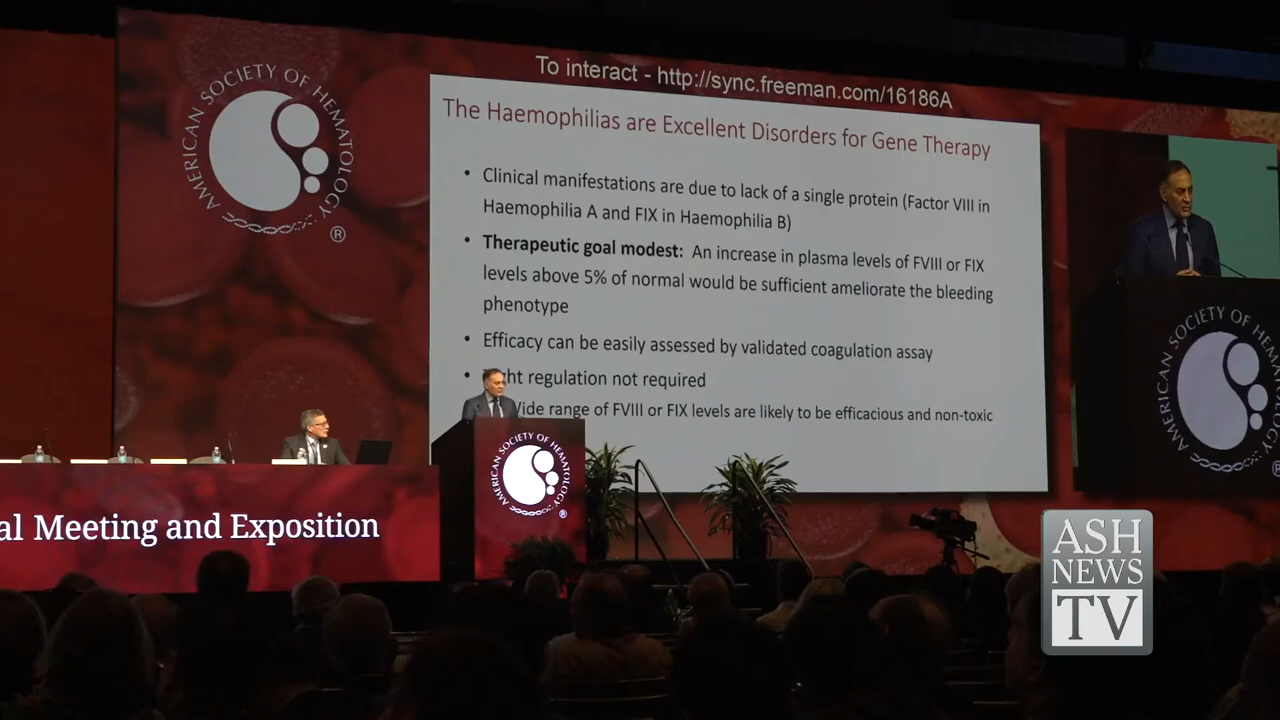 To interact - http://sync.freeman.com/16186A
AMERICAN SOCIETY OF HEMATOLOGY
®
The Haemophilias are Excellent Disorders for Gene Therapy
• Clinical manifestations are due to lack of a single protein (Factor VIII in
Haemophilia A and FIX in Haemophilia B)
• Therapeutic goal modest: An increase in plasma levels of FVIII or FIX
levels above 5% of normal would be sufficient ameliorate the bleeding
phenotype
• Efficacy can be easily assessed by validated coagulation assay
• regulation not required
Wide range of FVIII or FIX levels are likely to be efficacious and non-toxic
AMERICAN SOCIETY OF HEMATOLOGY
®
AMERICAN SOCIETY OF HEMATOLOGY
®
al Meeting and Exposition
ASH
NEWS
TV